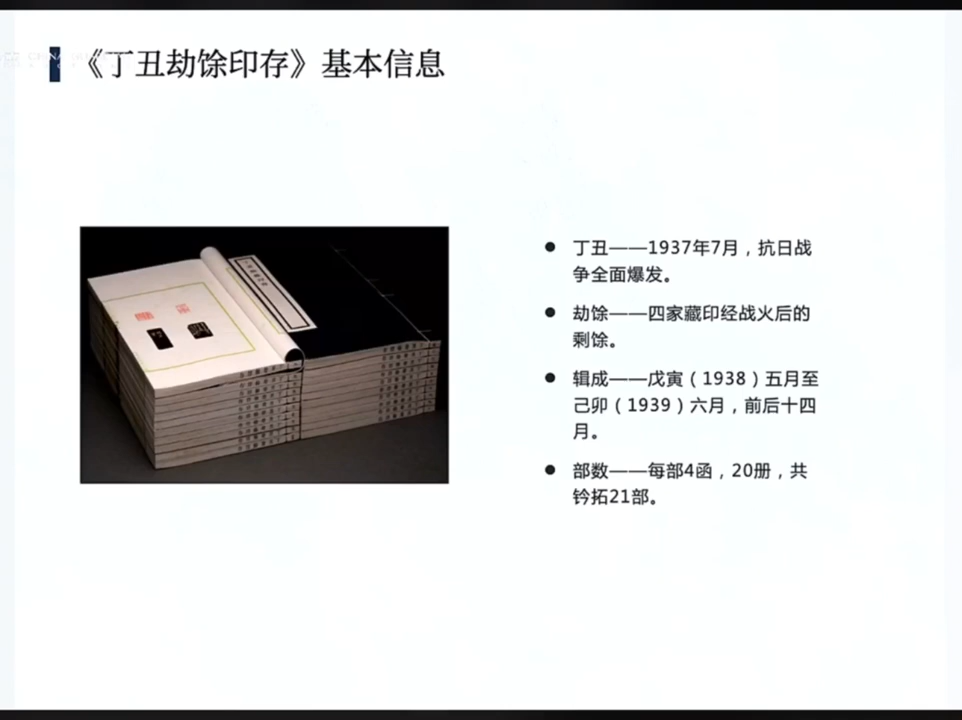 《丁丑劫馀印存》基本信息
丁丑——1937年7月，抗日战
争全面爆发。
劫馀——四家藏印经战火后的
剩馀。
辑成——戊寅（1938）五月至
己卯（1939）六月，前后十四
月。
部数——每部4函，20册，共
钤拓21部。